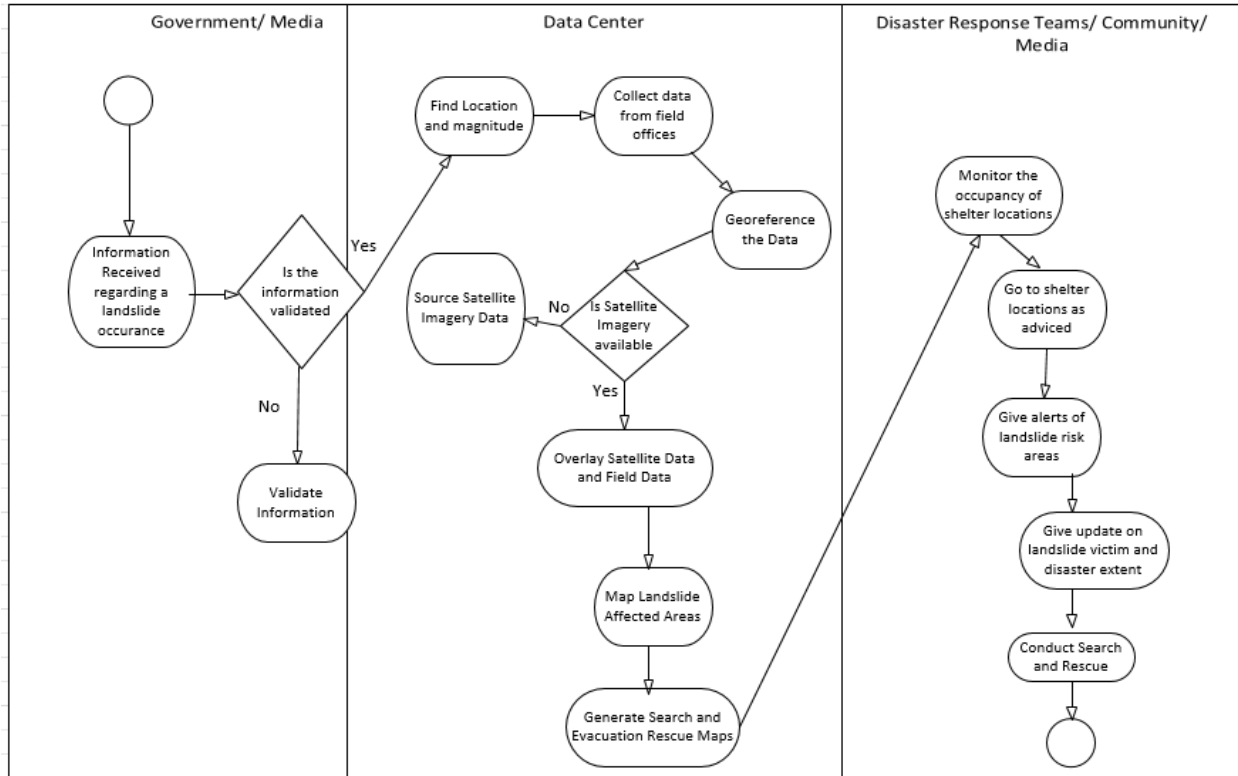 Government/ Media
Data Center
Disaster Response Teams/ Community/
Media
Information
Received
regarding a
landslide
occurance
Is the
information
validated
Yes
No
Validate
Information
Find Location
and magnitude
Collect data
from field
offices
Georeference
the Data
Is Satellite
Imagery
available
No
Source Satellite
Imagery Data
Yes
Overlay Satellite Data
and Field Data
Map Landslide
Affected Areas
Generate Search and
Evacuation Rescue Maps
Monitor the
occupancy of
shelter locations
Go to shelter
locations as
adviced
Give alerts of
landslide risk
areas
Give update on
landslide victim and
disaster extent
Conduct Search
and Rescue